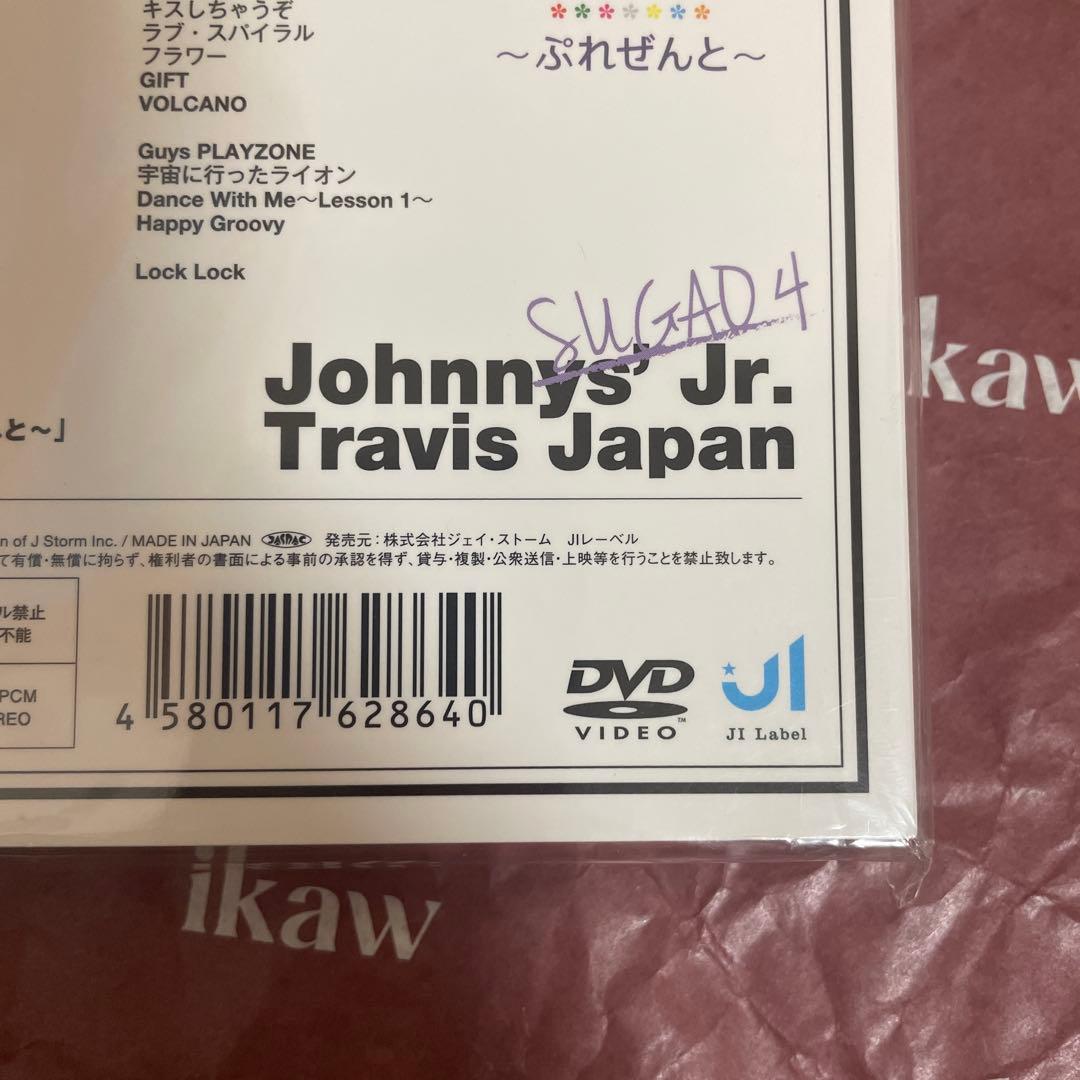 キスしちゃうぞ
ラブ・スパイラル
フラワー
GIFT
VOLCANO
Guys PLAYZONE
宇宙に行ったライオン
Dance With Me〜Lesson 1〜
Happy Groovy
Lock Lock
〜ぷれぜんと〜
SUGAO4
Johnnys' Jr.
Travis Japan
と〜」
n of J Storm Inc. / MADE IN JAPAN JASRAC 発売元：株式会社ジェイ・ストーム JIレーベル
て有償・無償に拘らず、権利者の書面による事前の承認を得ず、貸与・複製・公衆送信・上映等を行うことを禁止致します。
ル禁止
不能
PCM
REO
4 580117 628640
DVD
VIDEO
JI
JI Label
ikaw
ikaw